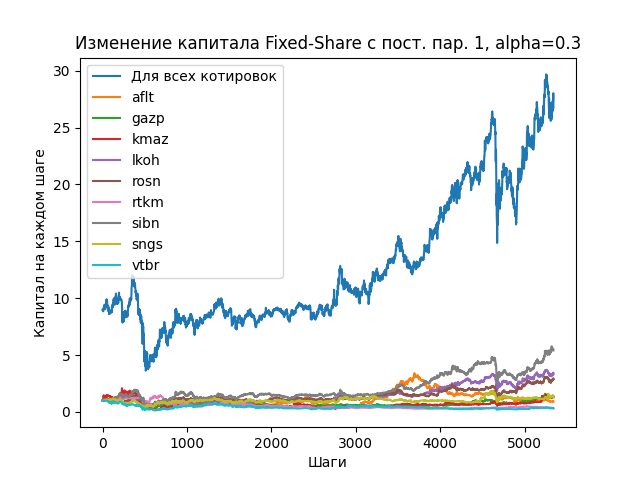 Изменение капитала Fixed-Share с пост. пар. 1, alpha=0.3
Капитал на каждом шаге
30
25
20
15
10
5
0
Для всех котировок
aflt
gazp
kmaz
lkoh
rosn
rtkm
sibn
sngs
vtbr
0 1000 2000 3000 4000 5000
Шаги